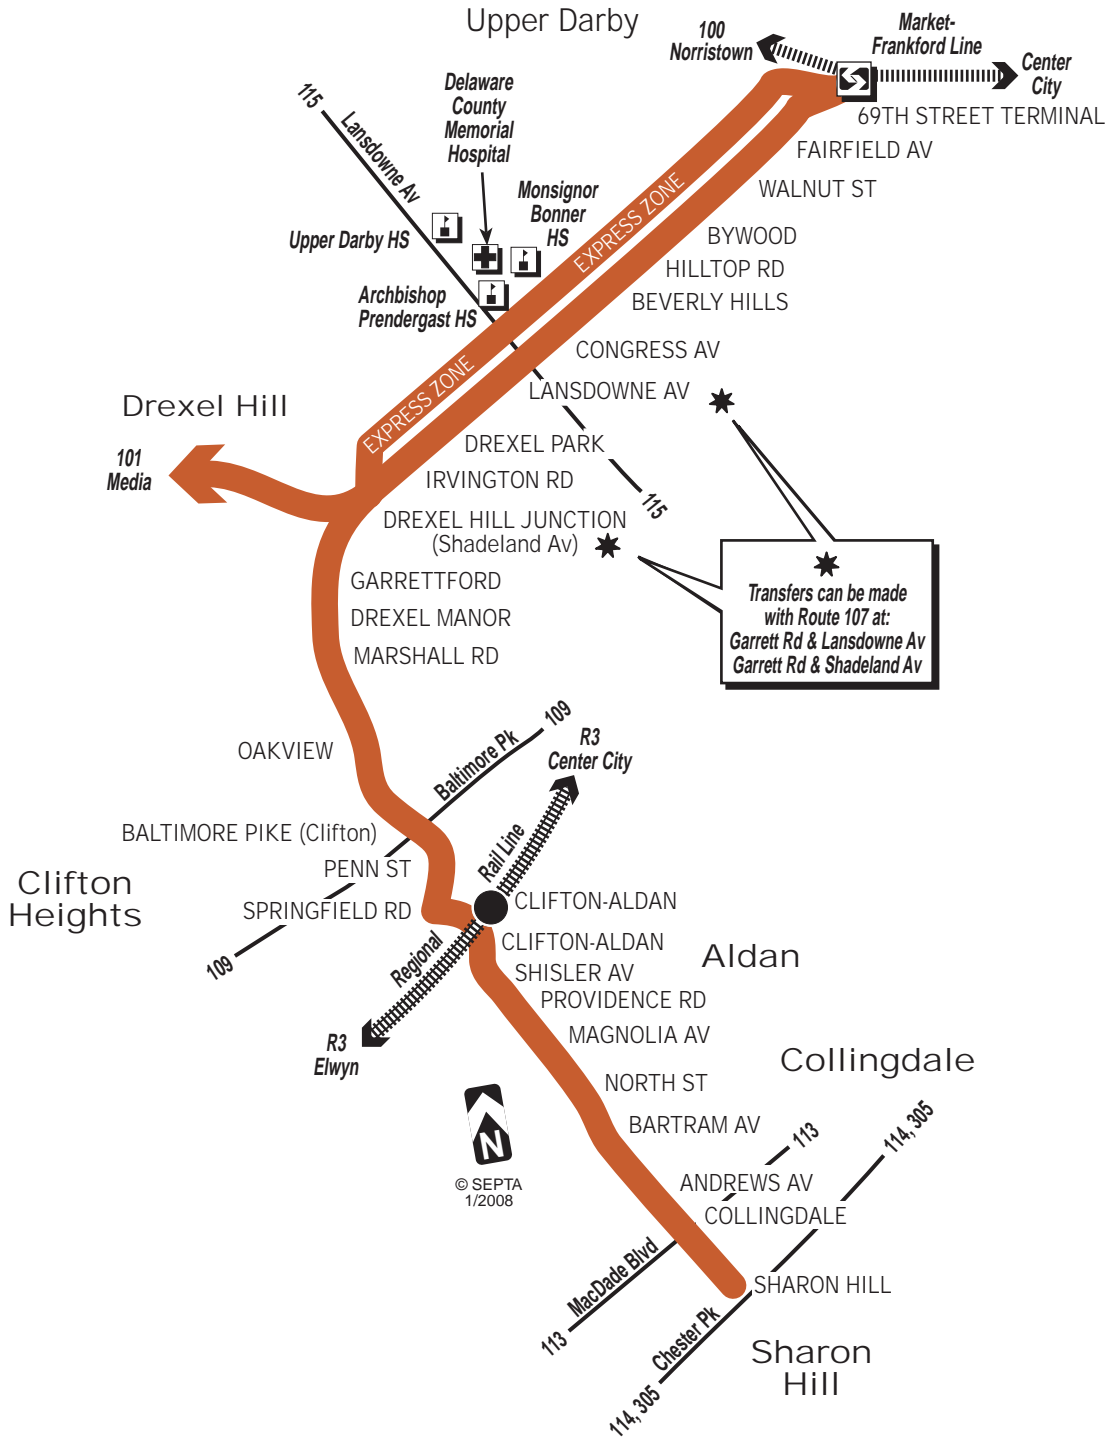 Upper Darby
100
Norristown
Market-
Frankford Line
Center
City
69TH STREET TERMINAL
FAIRFIELD AV
WALNUT ST
BYWOOD
HILLTOP RD
BEVERLY HILLS
CONGRESS AV
LANSDOWNE AV
DREXEL PARK
IRVINGTON RD
DREXEL HILL JUNCTION
(Shadeland Av)
GARRETTFORD
DREXEL MANOR
MARSHALL RD
OAKVIEW
BALTIMORE PIKE (Clifton)
PENN ST
SPRINGFIELD RD
CLIFTON-ALDAN
CLIFTON-ALDAN
SHISLER AV
PROVIDENCE RD
MAGNOLIA AV
NORTH ST
BARTRAM AV
ANDREWS AV
COLLINGDALE
SHARON HILL
EXPRESS ZONE
EXPRESS ZONE
115
Lansdowne Av
115
Delaware
County
Memorial
Hospital
Monsignor
Bonner
HS
Upper Darby HS
Archbishop
Prendergast HS
Drexel Hill
101
Media
Transfers can be made
with Route 107 at:
Garrett Rd & Lansdowne Av
Garrett Rd & Shadeland Av
109
Baltimore Pk
109
R3
Center City
Rail Line
Regional
R3
Elwyn
Clifton
Heights
Aldan
Collingdale
N
© SEPTA
1/2008
113
MacDade Blvd
113
114, 305
Chester Pk
114, 305
Sharon
Hill